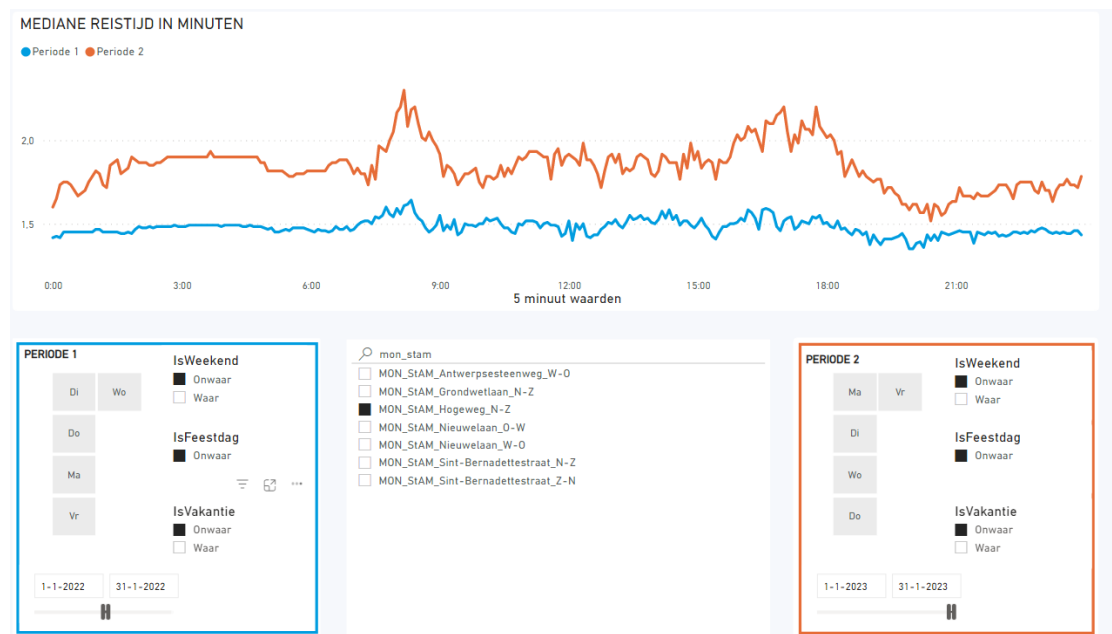 MEDIANE REISTIJD IN MINUTEN
Periode 1 Periode 2
2.0
1.5
0:00 3:00 6:00 9:00 12:00 15:00 18:00 21:00
5 minuut waarden
PERIODE 1
IsWeekend
Onwaar
Waar
Di Wo
Do
Ma
Vr
IsFeestdag
Onwaar
IsVakantie
Onwaar
Waar
1-1-2022 31-1-2022
mon_stam
MON_StAM_Antwerpsesteenweg_W-O
MON_StAM_Grondwetlaan_N-Z
MON_StAM_Hogeweg_N-Z
MON_StAM_Nieuwelaan_O-W
MON_StAM_Nieuwelaan_W-O
MON_StAM_Sint-Bernadettestraat_N-Z
MON_StAM_Sint-Bernadettestraat_Z-N
PERIODE 2
IsWeekend
Onwaar
Waar
Ma Vr
Di
Wo
Do
IsFeestdag
Onwaar
IsVakantie
Onwaar
Waar
1-1-2023 31-1-2023